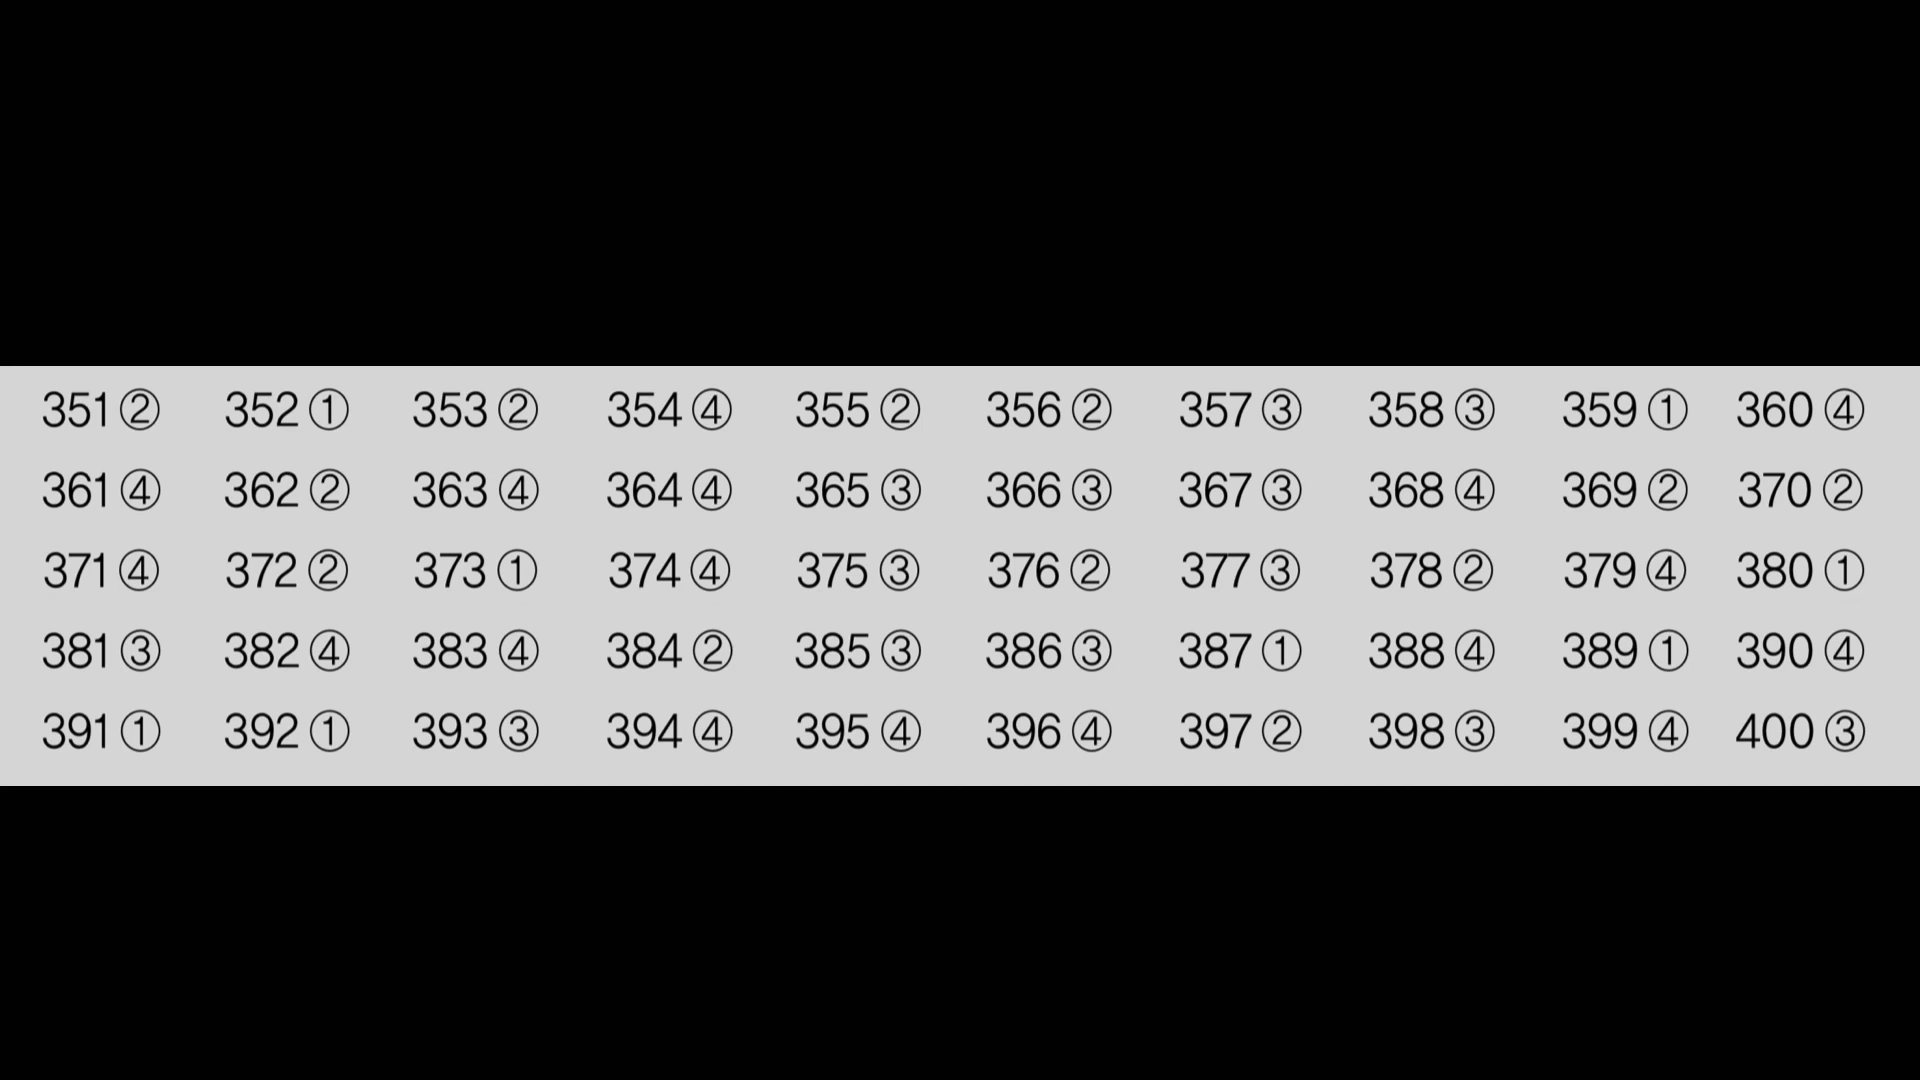 351② 352① 353② 354④ 355② 356② 357③ 358③ 359① 360④
361④ 362② 363④ 364④ 365③ 366③ 367③ 368④ 369② 370②
371④ 372② 373① 374④ 375③ 376② 377③ 378② 379④ 380①
381③ 382④ 383④ 384② 385③ 386③ 387① 388④ 389① 390④
391① 392① 393③ 394④ 395④ 396④ 397② 398③ 399④ 400③